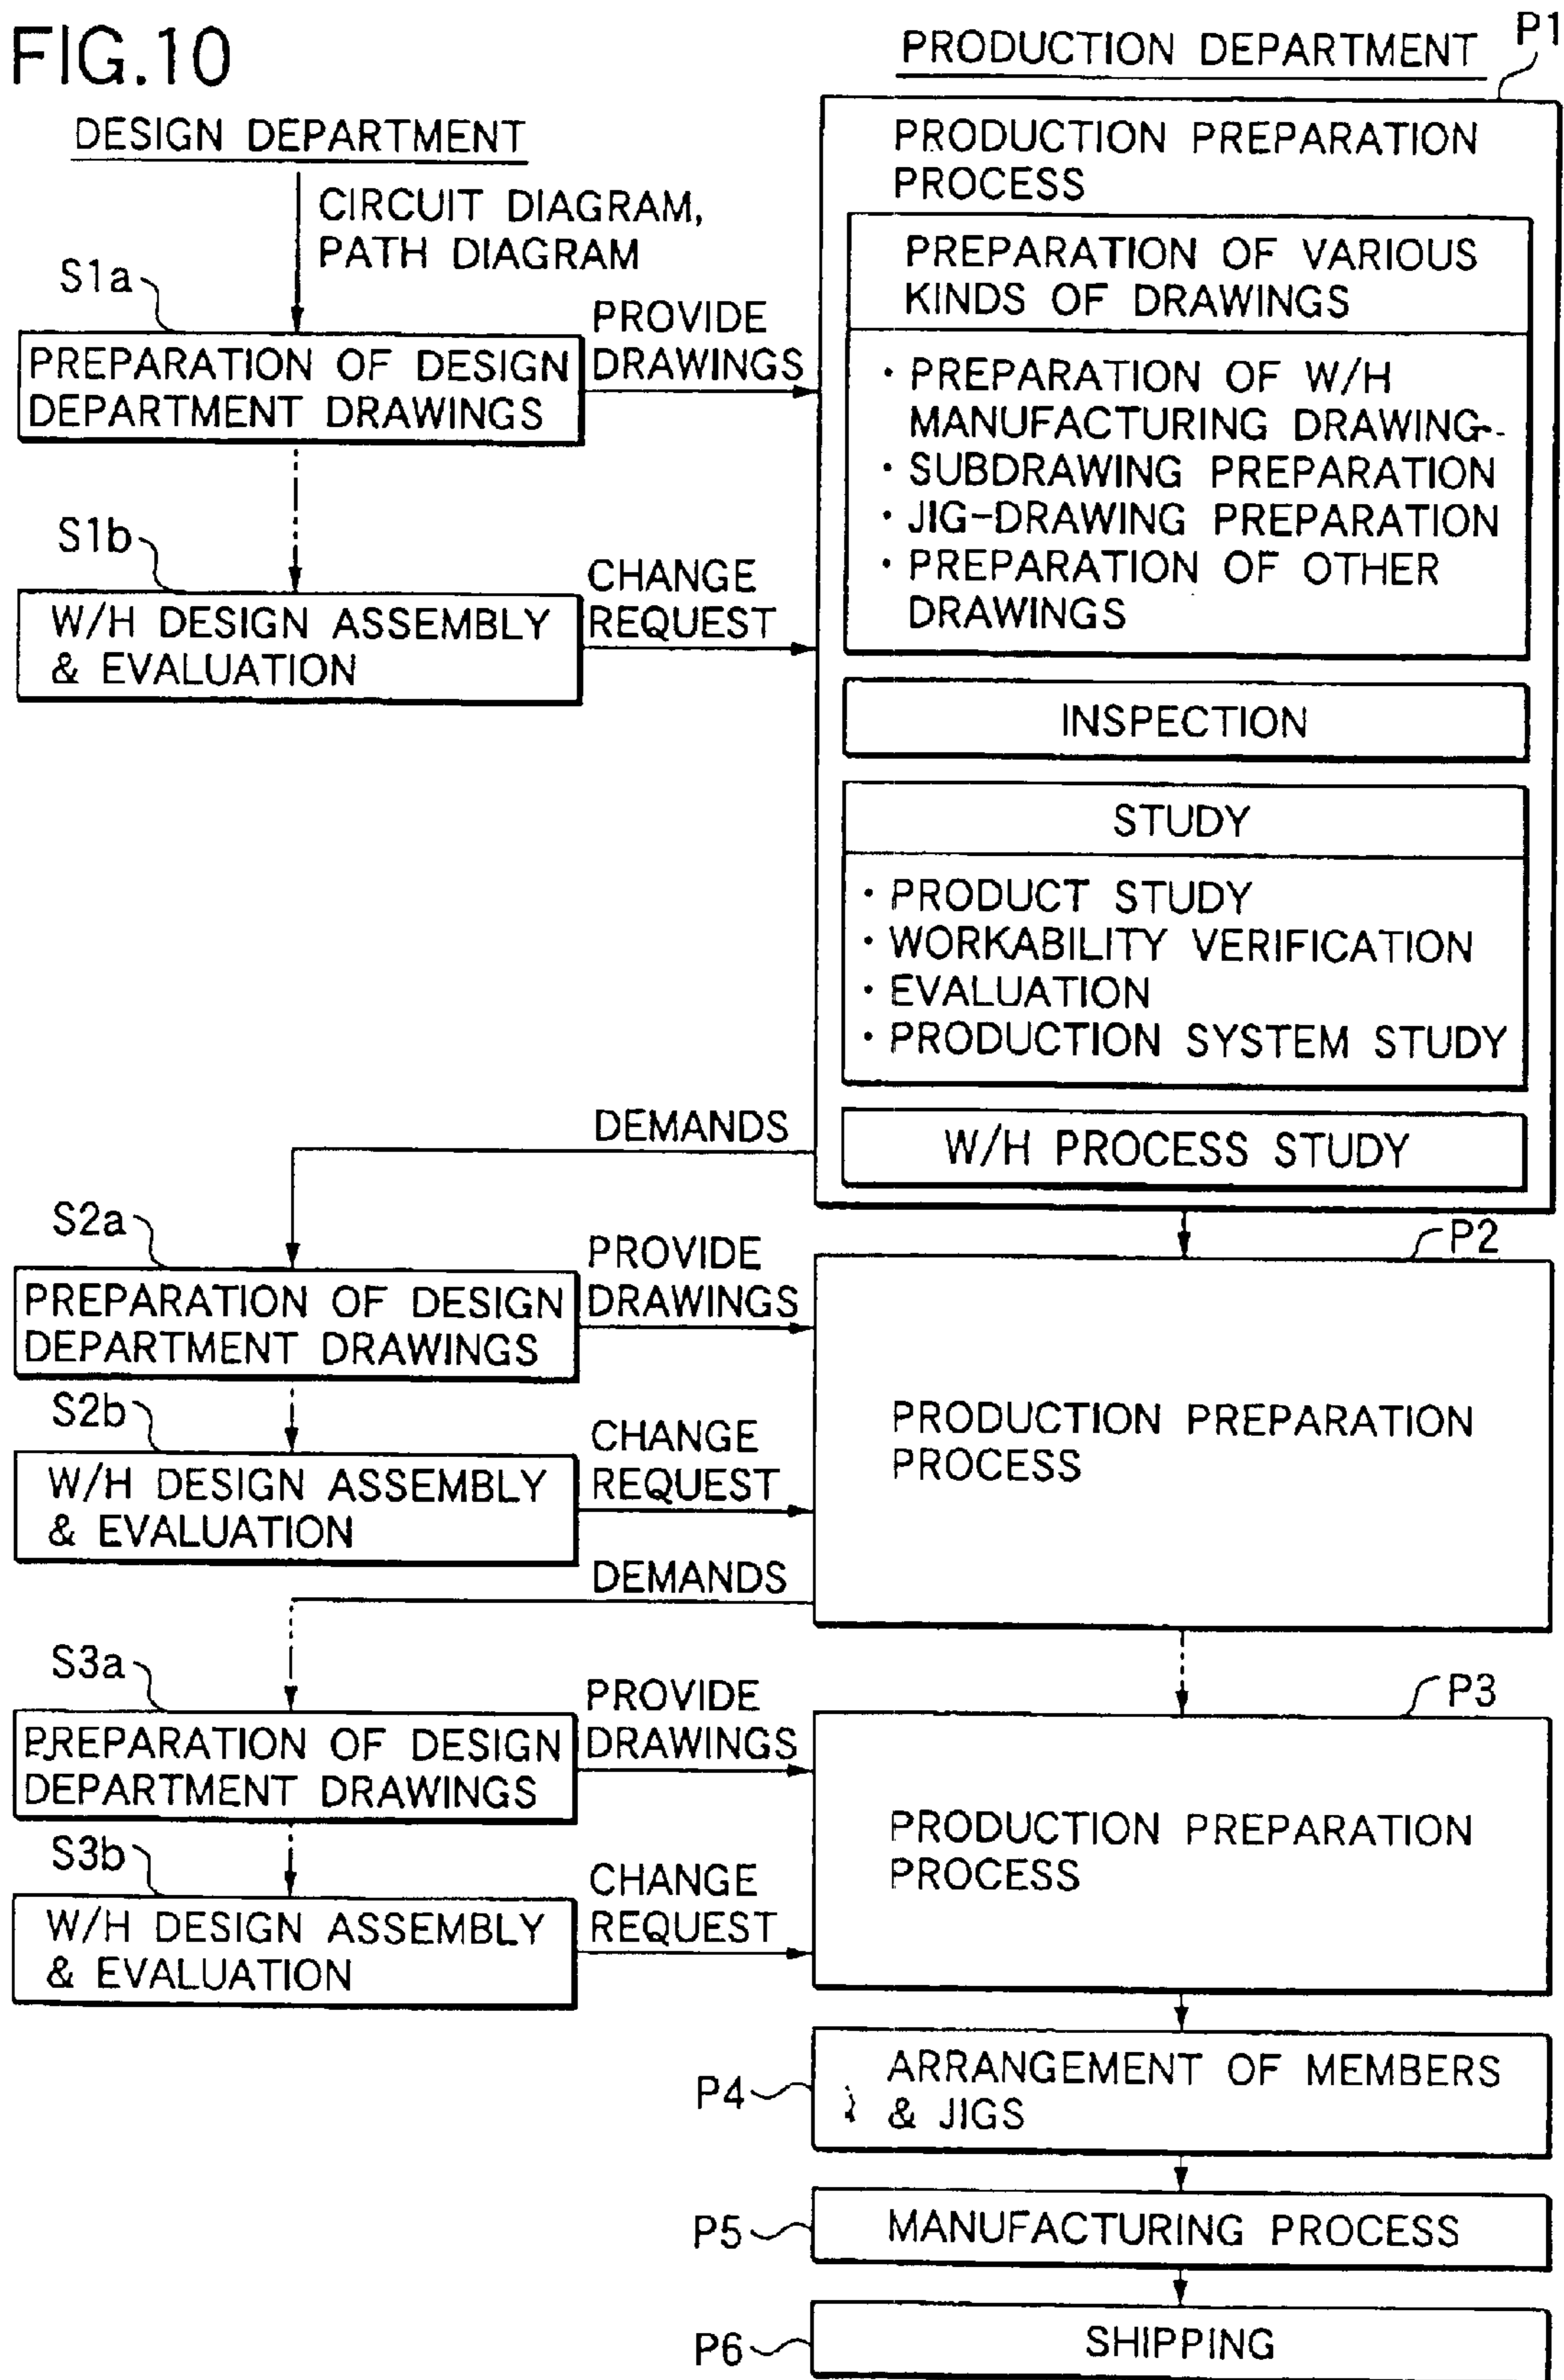 FIG.10
DESIGN DEPARTMENT
CIRCUIT DIAGRAM,
PATH DIAGRAM
S1a
PREPARATION OF DESIGN
DEPARTMENT DRAWINGS
PROVIDE
DRAWINGS
S1b
W/H DESIGN ASSEMBLY
& EVALUATION
CHANGE
REQUEST
PRODUCTION DEPARTMENT
P1
PRODUCTION PREPARATION
PROCESS
PREPARATION OF VARIOUS
KINDS OF DRAWINGS
· PREPARATION OF W/H
MANUFACTURING DRAWING
· SUBDRAWING PREPARATION
· JIG-DRAWING PREPARATION
· PREPARATION OF OTHER
DRAWINGS
INSPECTION
STUDY
· PRODUCT STUDY
· WORKABILITY VERIFICATION
· EVALUATION
· PRODUCTION SYSTEM STUDY
W/H PROCESS STUDY
DEMANDS
S2a
PREPARATION OF DESIGN
DEPARTMENT DRAWINGS
PROVIDE
DRAWINGS
S2b
W/H DESIGN ASSEMBLY
& EVALUATION
CHANGE
REQUEST
P2
PRODUCTION PREPARATION
PROCESS
DEMANDS
S3a
PREPARATION OF DESIGN
DEPARTMENT DRAWINGS
PROVIDE
DRAWINGS
S3b
W/H DESIGN ASSEMBLY
& EVALUATION
CHANGE
REQUEST
P3
PRODUCTION PREPARATION
PROCESS
P4
ARRANGEMENT OF MEMBERS
& JIGS
P5
MANUFACTURING PROCESS
P6
SHIPPING